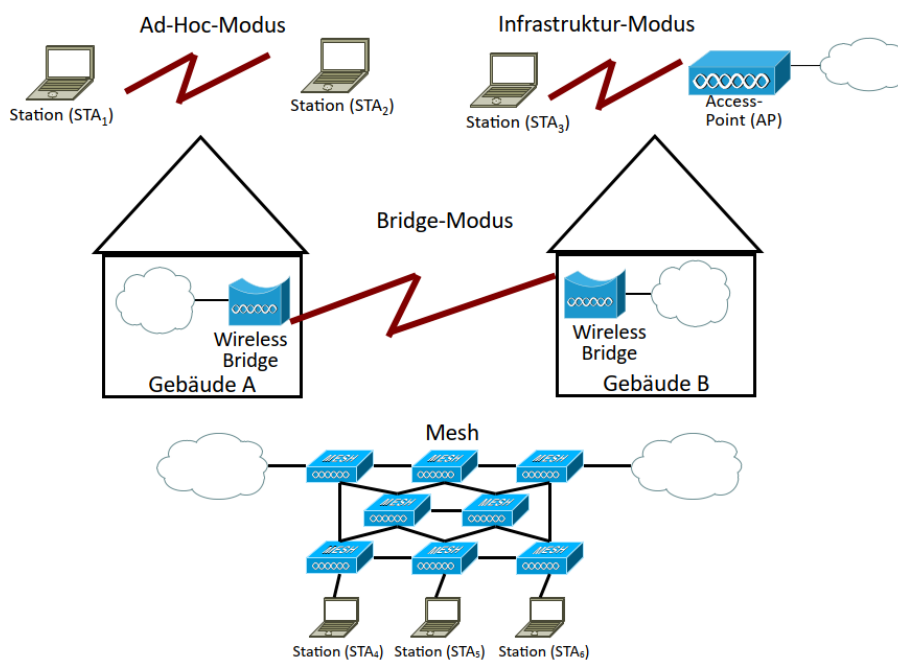 Ad-Hoc-Modus
Infrastruktur-Modus
Station (STA₁)
Station (STA₂)
Station (STA₃)
Access-
Point (AP)
Bridge-Modus
Wireless
Bridge
Gebäude A
Wireless
Bridge
Gebäude B
Mesh
MESH
MESH
MESH
MESH
MESH
MESH
MESH
MESH
Station (STA₄)
Station (STA₅)
Station (STA₆)